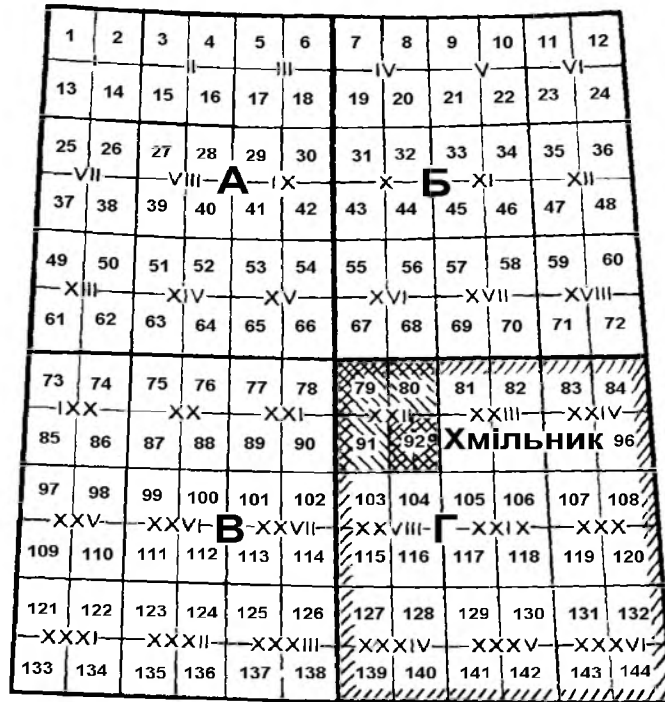 1 2 3 4 5 6 7 8 9 10 11 12
I II III IV V VI
13 14 15 16 17 18 19 20 21 22 23 24
25 26 27 28 29 30 31 32 33 34 35 36
VII VIII А IX X Б XI XII
37 38 39 40 41 42 43 44 45 46 47 48
49 50 51 52 53 54 55 56 57 58 59 60
XIII XIV XV XVI XVII XVIII
61 62 63 64 65 66 67 68 69 70 71 72
73 74 75 76 77 78 79 80 81 82 83 84
IXX XX XXI XXII XXIII XXIV
85 86 87 88 89 90 91 92 9 Хмільник 96
97 98 99 100 101 102 103 104 105 106 107 108
XXV XXVI В XXVII XXVIII Г XXIX XXX
109 110 111 112 113 114 115 116 117 118 119 120
121 122 123 124 125 126 127 128 129 130 131 132
XXXI XXXII XXXIII XXXIV XXXV XXXVI
133 134 135 136 137 138 139 140 141 142 143 144